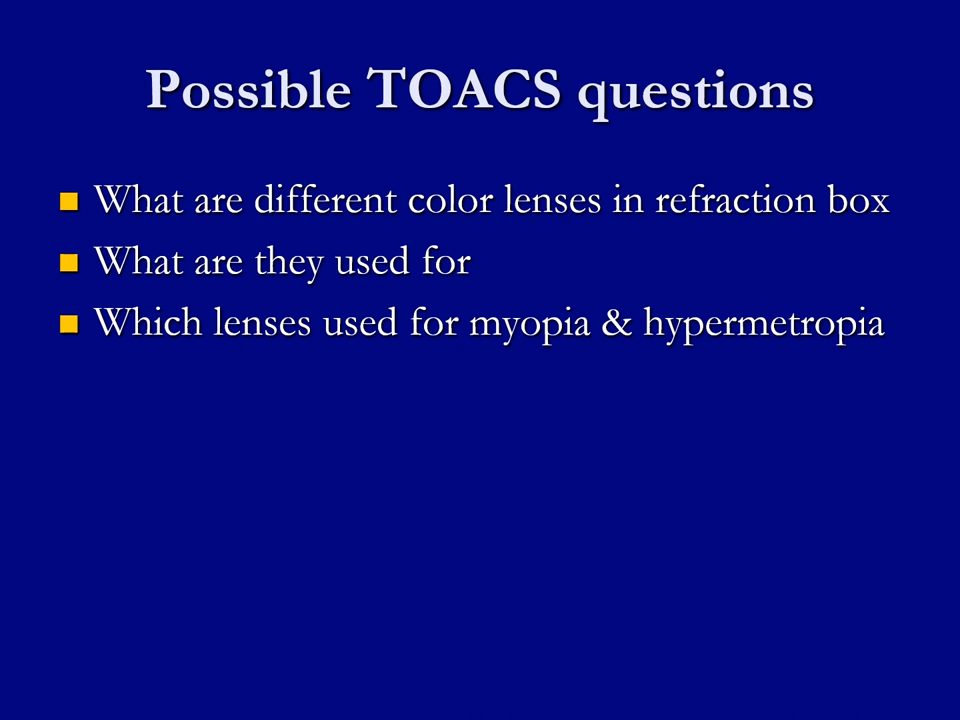 Possible TOACS questions
What are different color lenses in refraction box
What are they used for
Which lenses used for myopia & hypermetropia